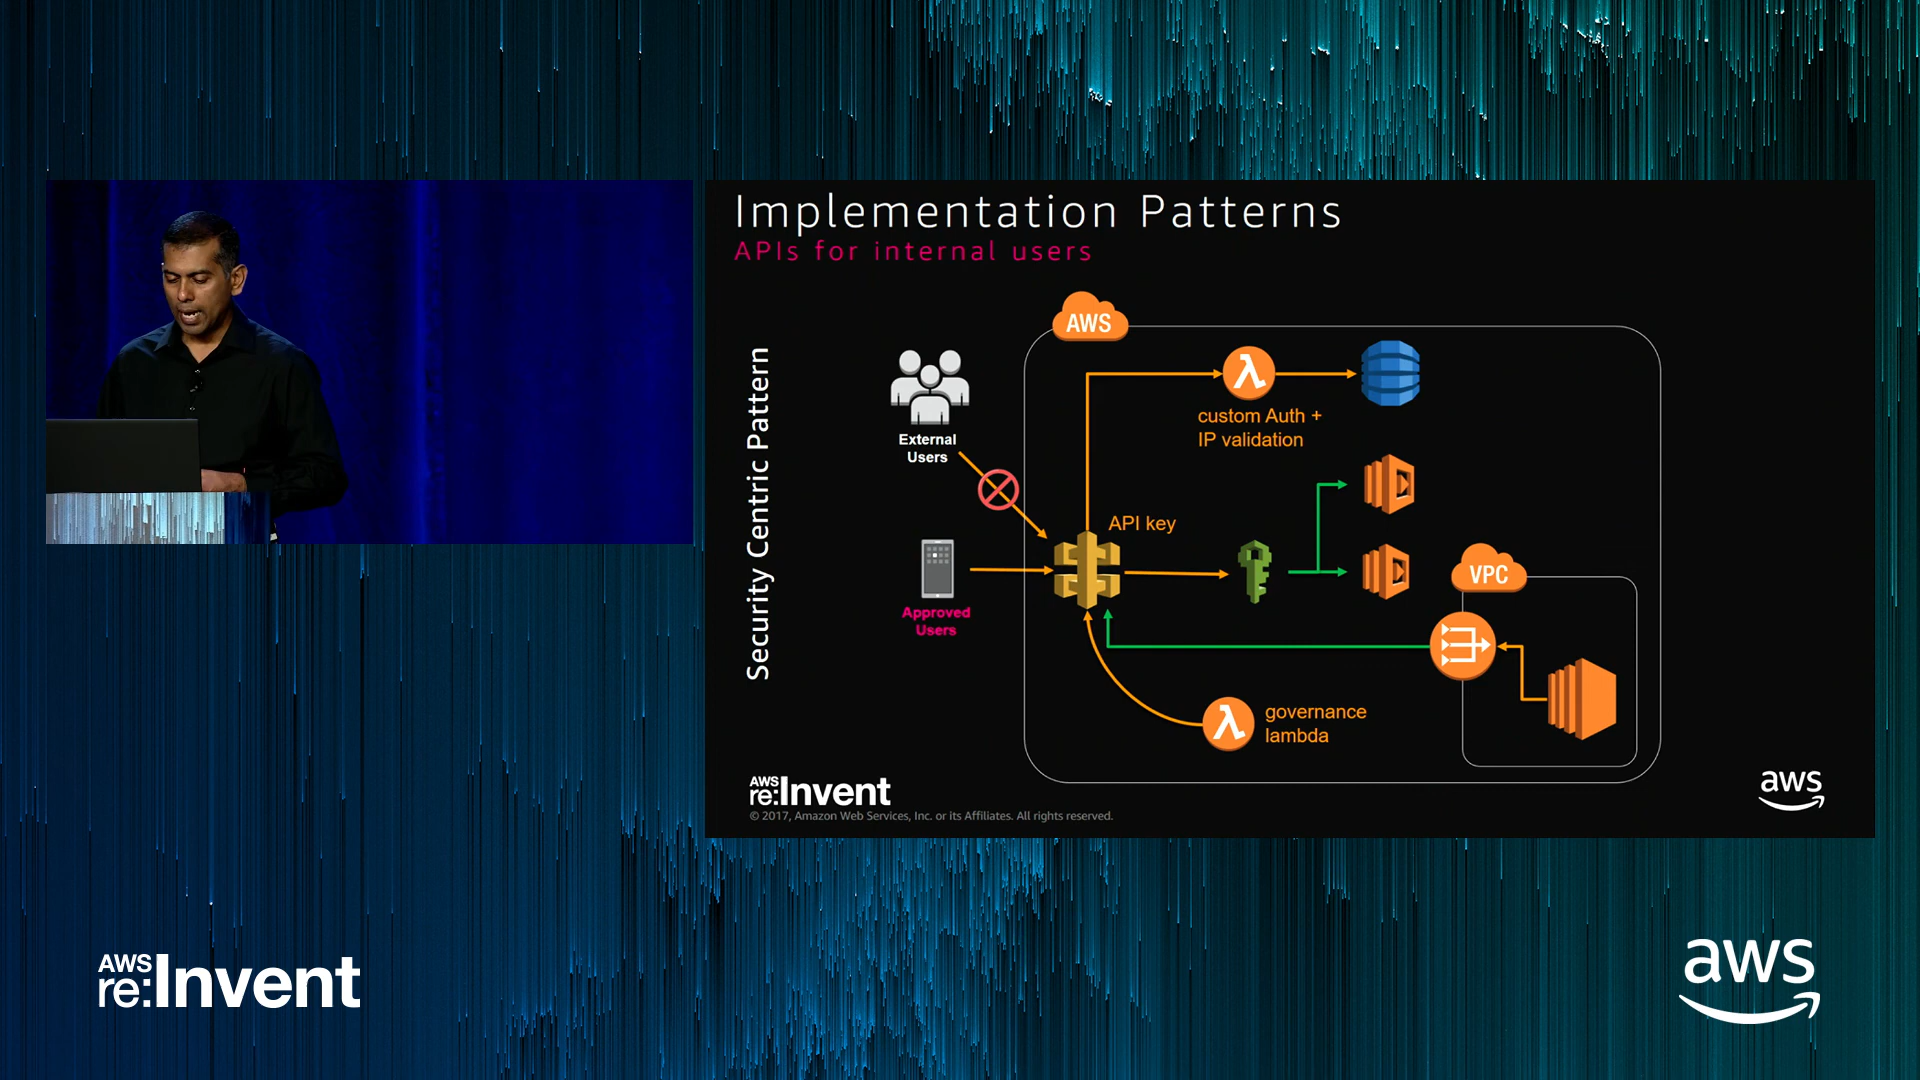 Implementation Patterns
APIs for internal users
Security Centric Pattern
AWS
External
Users
custom Auth +
IP validation
API key
Approved
Users
VPC
governance
lambda
AWS
re:Invent
aws
© 2017, Amazon Web Services, Inc. or its Affiliates. All rights reserved.
AWS
re:Invent
aws